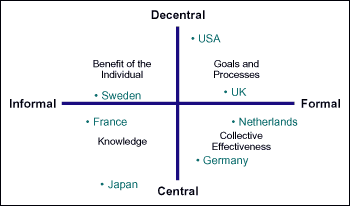 Decentral
• USA
Benefit of the
Individual
Goals and
Processes
• Sweden
• UK
Informal
Formal
• France
• Netherlands
Knowledge
Collective
Effectiveness
• Germany
• Japan
Central